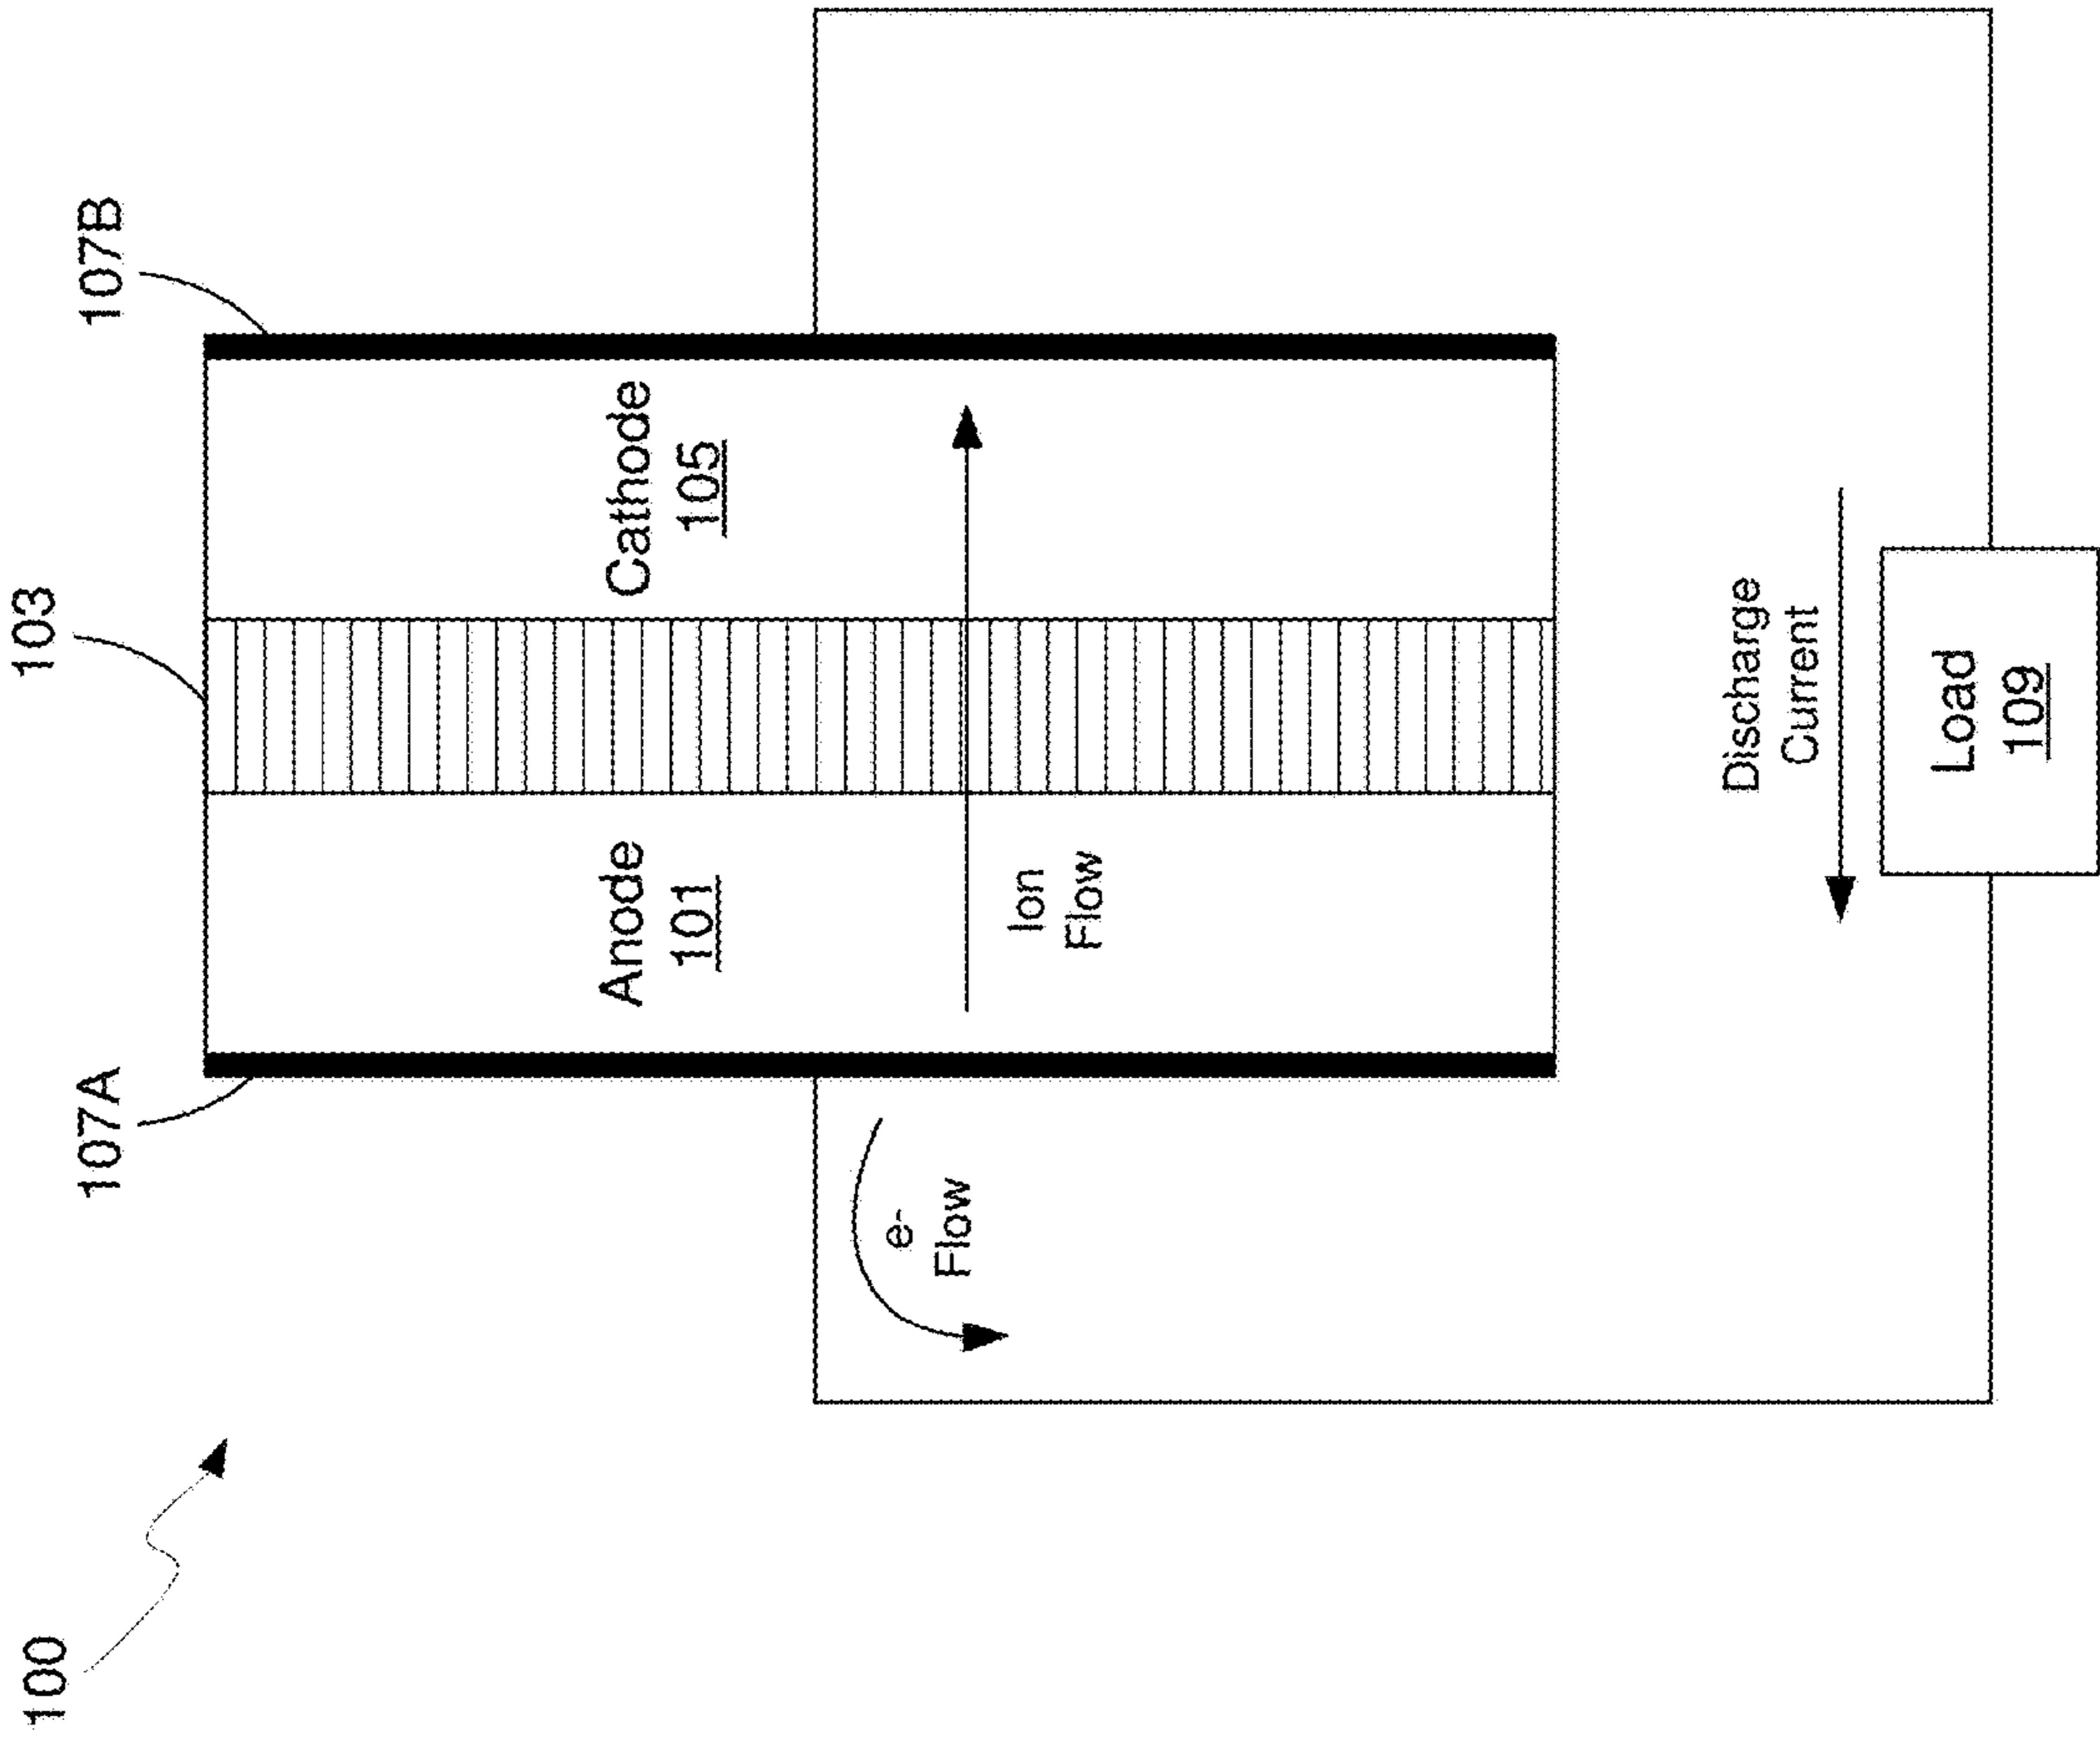 100
103
107A
107B
Anode
101
Cathode
105
e-
Flow
Ion
Flow
Discharge
Current
Load
109